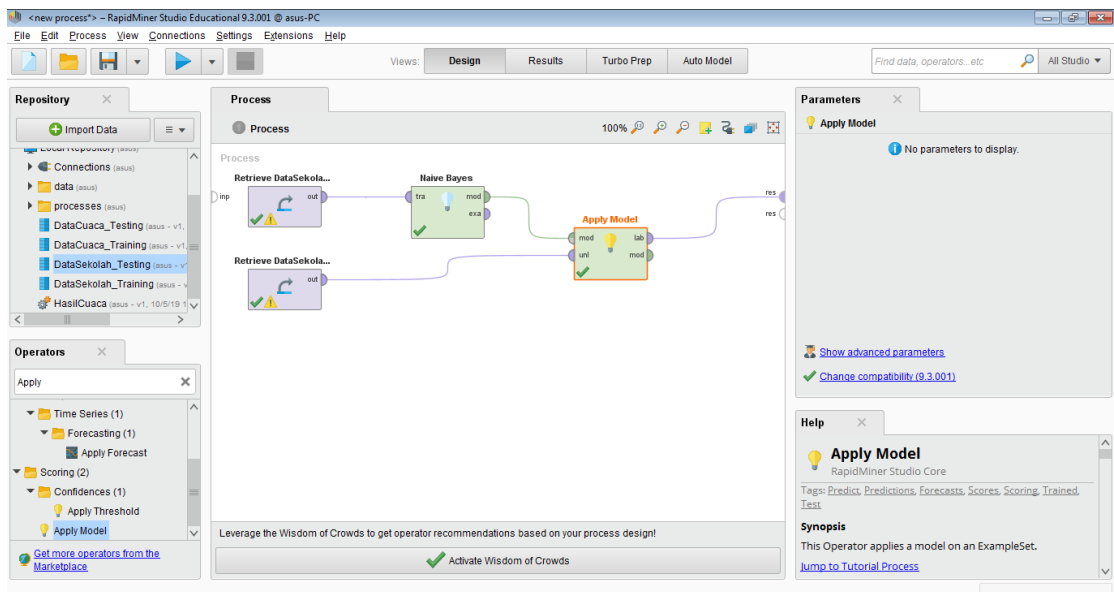 <new process*> – RapidMiner Studio Educational 9.3.001 @ asus-PC
File Edit Process View Connections Settings Extensions Help
Views: Design Results Turbo Prep Auto Model
Find data, operators...etc
All Studio
Repository
Import Data
Connections (asus)
data (asus)
processes (asus)
DataCuaca_Testing (asus - v1,
DataCuaca_Training (asus - v1,
DataSekolah_Testing (asus - v
DataSekolah_Training (asus -
HasilCuaca (asus - v1, 10/5/19 1
Operators
Apply
Time Series (1)
Forecasting (1)
Apply Forecast
Scoring (2)
Confidences (1)
Apply Threshold
Apply Model
Get more operators from the
Marketplace
Process
Process
100%
Process
inp
Retrieve DataSekola...
out
Naive Bayes
tra
mod
exa
Apply Model
mod
lab
unl
mod
res
res
Retrieve DataSekola...
out
Leverage the Wisdom of Crowds to get operator recommendations based on your process design!
Activate Wisdom of Crowds
Parameters
Apply Model
No parameters to display.
Show advanced parameters
Change compatibility (9.3.001)
Help
Apply Model
RapidMiner Studio Core
Tags: Predict, Predictions, Forecasts, Scores, Scoring, Trained,
Test
Synopsis
This Operator applies a model on an ExampleSet.
Jump to Tutorial Process